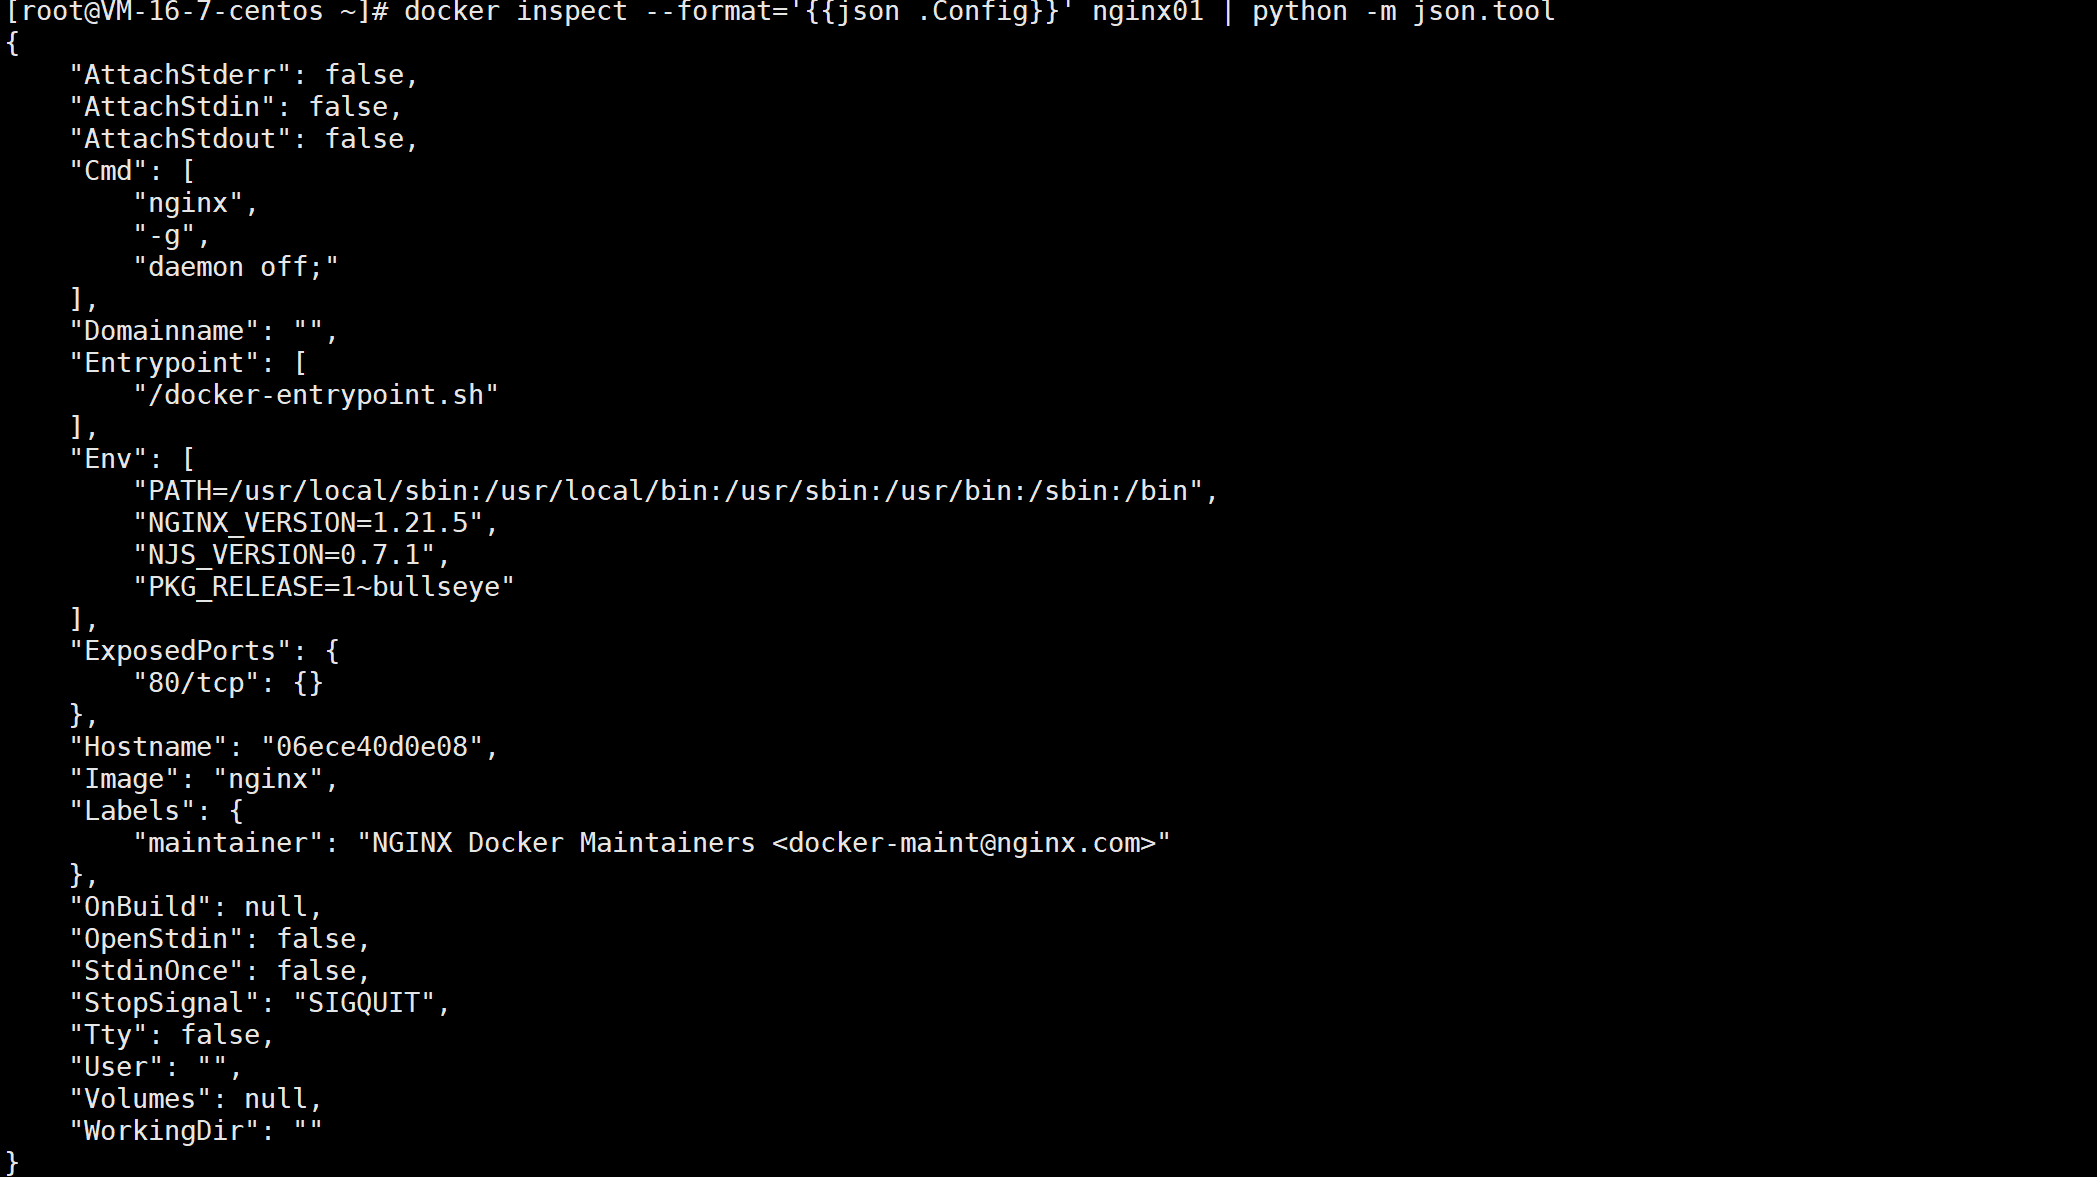 [root@VM-16-7-centos ~]# docker inspect --format='{{json .Config}}' nginx01 | python -m json.tool
{
    "AttachStderr": false,
    "AttachStdin": false,
    "AttachStdout": false,
    "Cmd": [
        "nginx",
        "-g",
        "daemon off;"
    ],
    "Domainname": "",
    "Entrypoint": [
        "/docker-entrypoint.sh"
    ],
    "Env": [
        "PATH=/usr/local/sbin:/usr/local/bin:/usr/sbin:/usr/bin:/sbin:/bin",
        "NGINX_VERSION=1.21.5",
        "NJS_VERSION=0.7.1",
        "PKG_RELEASE=1~bullseye"
    ],
    "ExposedPorts": {
        "80/tcp": {}
    },
    "Hostname": "06ece40d0e08",
    "Image": "nginx",
    "Labels": {
        "maintainer": "NGINX Docker Maintainers <docker-maint@nginx.com>"
    },
    "OnBuild": null,
    "OpenStdin": false,
    "StdinOnce": false,
    "StopSignal": "SIGQUIT",
    "Tty": false,
    "User": "",
    "Volumes": null,
    "WorkingDir": ""
}